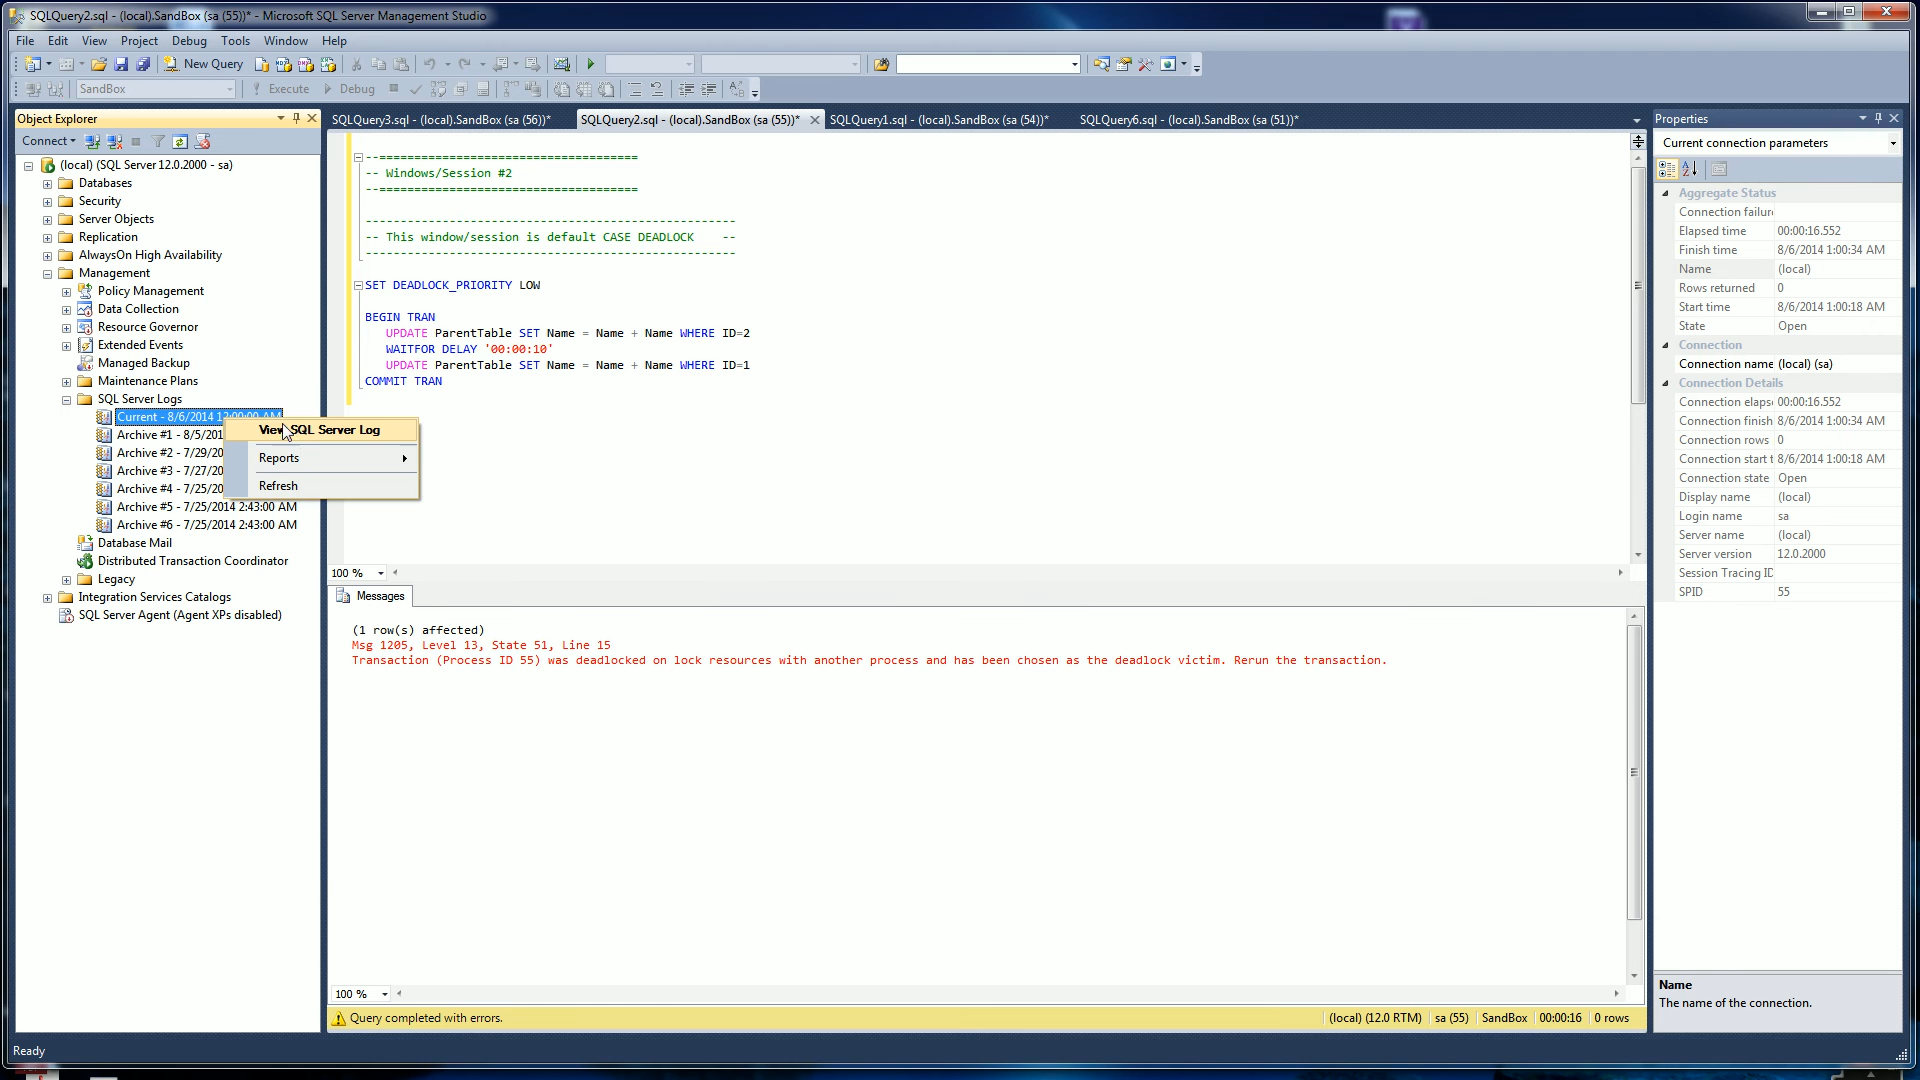 SQLQuery2.sql - (local).SandBox (sa (55))* - Microsoft SQL Server Management Studio
File Edit View Project Debug Tools Window Help
New Query
SandBox Execute Debug
Object Explorer
Connect
(local) (SQL Server 12.0.2000 - sa)
Databases
Security
Server Objects
Replication
AlwaysOn High Availability
Management
Policy Management
Data Collection
Resource Governor
Extended Events
Managed Backup
Maintenance Plans
SQL Server Logs
Current - 8/6/2014 12:00:00 AM
Archive #1 - 8/5/201
Archive #2 - 7/29/20
Archive #3 - 7/27/20
Archive #4 - 7/25/20
Archive #5 - 7/25/2014 2:43:00 AM
Archive #6 - 7/25/2014 2:43:00 AM
Database Mail
Distributed Transaction Coordinator
Legacy
Integration Services Catalogs
SQL Server Agent (Agent XPs disabled)
View SQL Server Log
Reports
Refresh
SQLQuery3.sql - (local).SandBox (sa (56))* SQLQuery2.sql - (local).SandBox (sa (55))* SQLQuery1.sql - (local).SandBox (sa (54))* SQLQuery6.sql - (local).SandBox (sa (51))*
--=====================================
-- Windows/Session #2
--=====================================
-----------------------------------------------------
-- This window/session is default CASE DEADLOCK    --
-----------------------------------------------------
SET DEADLOCK_PRIORITY LOW
BEGIN TRAN
UPDATE ParentTable SET Name = Name + Name WHERE ID=2
WAITFOR DELAY '00:00:10'
UPDATE ParentTable SET Name = Name + Name WHERE ID=1
COMMIT TRAN
100 %
Messages
(1 row(s) affected)
Msg 1205, Level 13, State 51, Line 15
Transaction (Process ID 55) was deadlocked on lock resources with another process and has been chosen as the deadlock victim. Rerun the transaction.
100 %
Query completed with errors. (local) (12.0 RTM) sa (55) SandBox 00:00:16 0 rows
Properties
Current connection parameters
Aggregate Status
Connection failur
Elapsed time 00:00:16.552
Finish time 8/6/2014 1:00:34 AM
Name (local)
Rows returned 0
Start time 8/6/2014 1:00:18 AM
State Open
Connection
Connection name (local) (sa)
Connection Details
Connection elaps 00:00:16.552
Connection finish 8/6/2014 1:00:34 AM
Connection rows 0
Connection start t 8/6/2014 1:00:18 AM
Connection state Open
Display name (local)
Login name sa
Server name (local)
Server version 12.0.2000
Session Tracing ID
SPID 55
Name
The name of the connection.
Ready